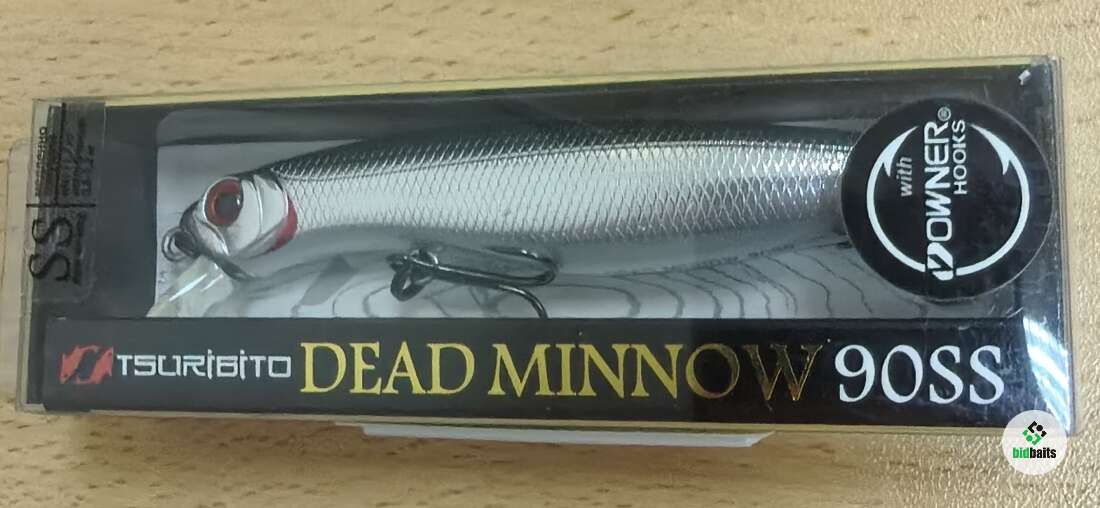 SS
with
OWNER®
HOOKS
TSURIBITO DEAD MINNOW 90SS
bidbaits